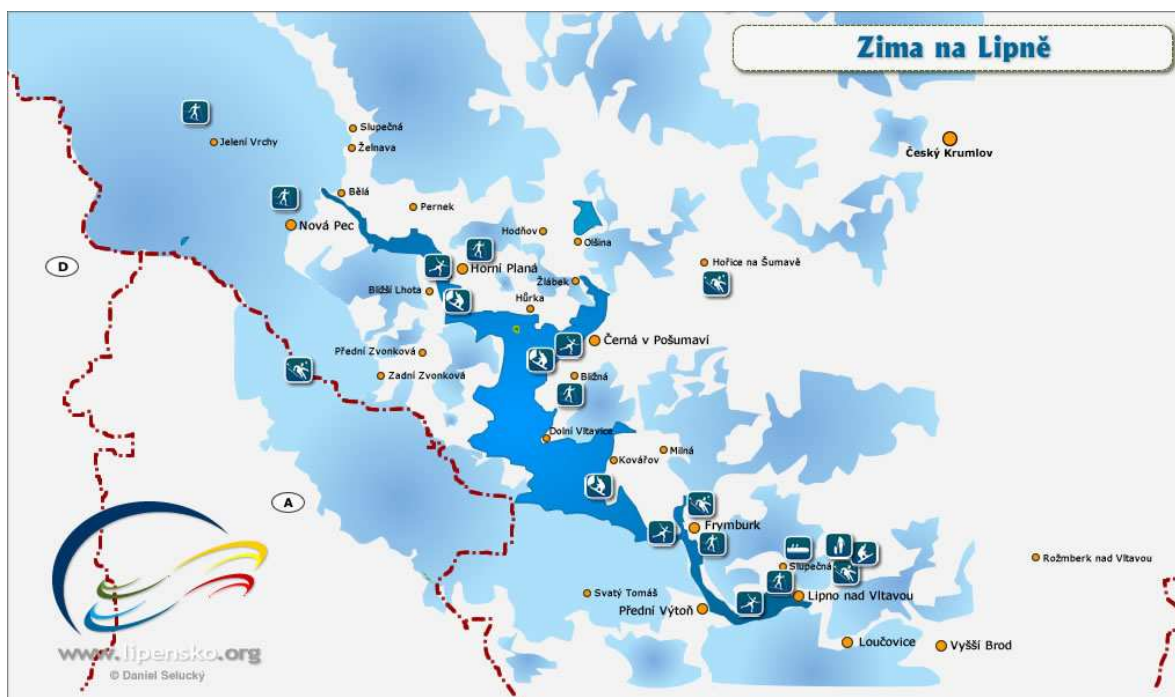 Zima na Lipně
Český Krumlov
Jelení Vrchy
Slupečná
Želnava
Bělá
Pernek
Nová Pec
Hodňov
Olšina
Hořice na Šumavě
D
Horní Planá
Žlábek
Bližší Lhota
Hůrka
Černá v Pošumaví
Přední Zvonková
Zadní Zvonková
Bližná
Dolní Vltavice
Milná
Kovářov
A
Frymburk
Rožmberk nad Vltavou
Slupečná
Svatý Tomáš
Lipno nad Vltavou
Přední Výtoň
Loučovice
Vyšší Brod
www.lipensko.org
© Daniel Selucký